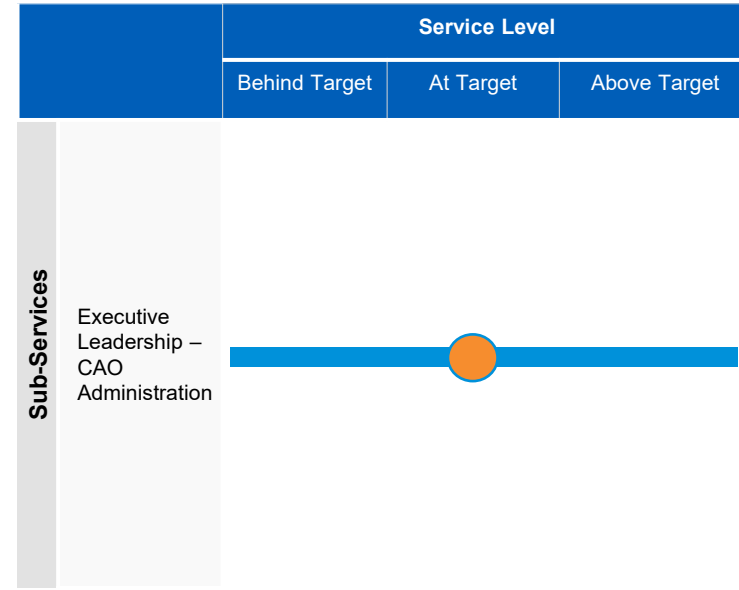 Service Level
Behind Target
At Target
Above Target
Sub-Services
Executive
Leadership –
CAO
Administration